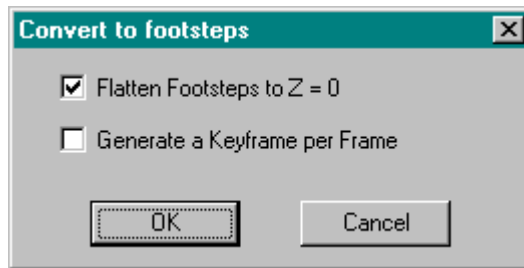 Convert to footsteps
Flatten Footsteps to Z = 0
Generate a Keyframe per Frame
OK Cancel